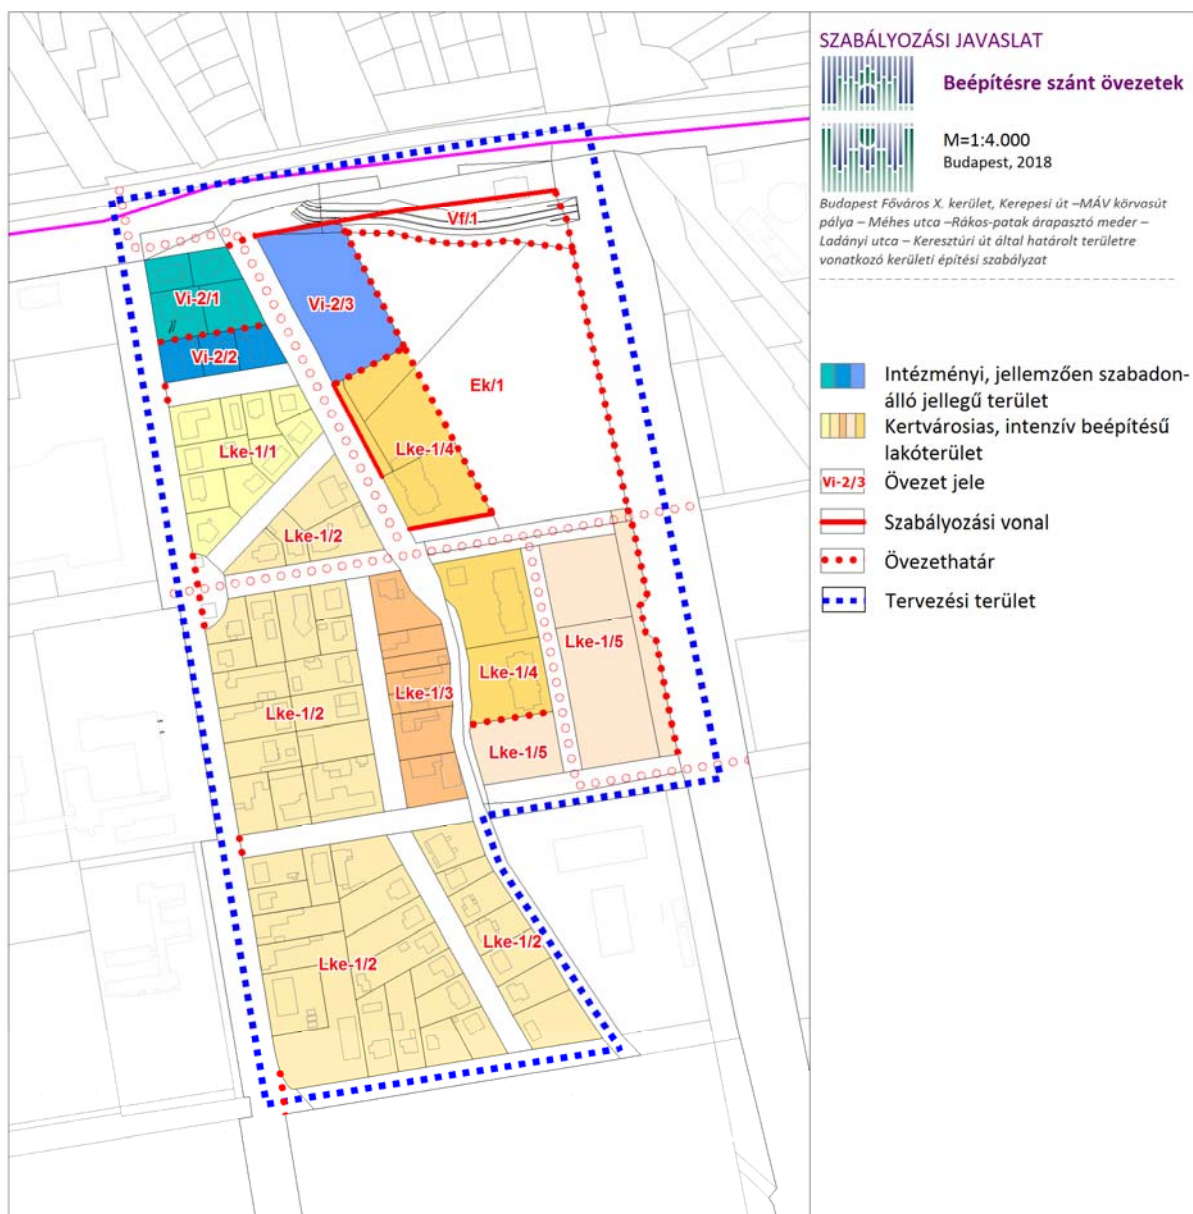 SZABÁLYOZÁSI JAVASLAT
Beépítésre szánt övezetek
M=1:4.000
Budapest, 2018
Budapest Főváros X. kerület, Kerepesi út –MÁV körvasút
pálya – Méhes utca –Rákos-patak árapasztó meder –
Ladányi utca – Keresztúri út által határolt területre
vonatkozó kerületi építési szabályzat
Intézményi, jellemzően szabadon-
álló jellegű terület
Kertvárosias, intenzív beépítésű
lakóterület
Vi-2/3
Övezet jele
Szabályozási vonal
Övezethatár
Tervezési terület
Vf/1
Vi-2/1
Vi-2/3
Vi-2/2
Ek/1
Lke-1/1
Lke-1/4
Lke-1/2
Lke-1/5
Lke-1/4
Lke-1/3
Lke-1/2
Lke-1/5
Lke-1/2
Lke-1/2